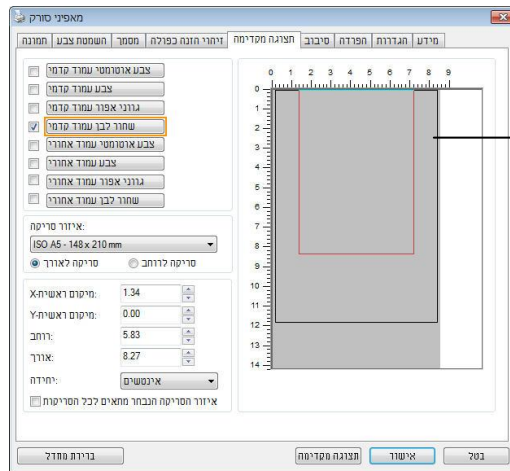 מאפיני סורק
תמונה השמטת צבע מסמך זיהוי הזנה כפולה תצוגה מקדימה סיבוב הפרדה הגדרות מידע
צבע אוטומטי עמוד קדמי
צבע עמוד קדמי
גרווני אפור עמוד קדמי
שחור לבן עמוד קדמי
צבע אוטומטי עמוד אחורי
צבע עמוד אחורי
גרווני אפור עמוד אחורי
שחור לבן עמוד אחורי
איזור סריקה:
ISO A5 - 148 x 210 mm
סריקה לאורך סריקה לרוחב
מיקום ראשית-X: 1.34
מיקום ראשית-Y: 0.00
רוחב: 5.83
אורך: 8.27
יחידה: אינטשים
איזור הסריקה הנבחר מתאים לכל הסריקות
0 1 2 3 4 5 6 7 8 9
0
1
2
3
4
5
6
7
8
9
10
11
12
13
14
ברירת מחדל תצוגה מקדימה אישור בטל